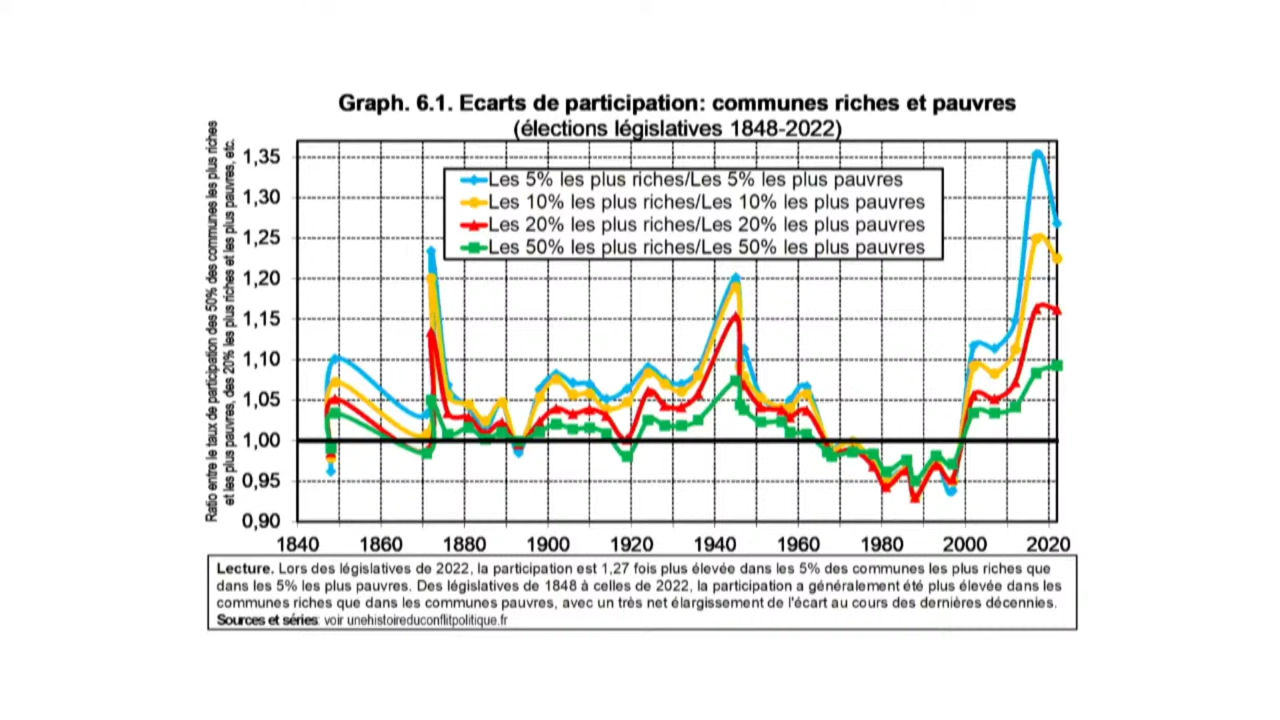 Graph. 6.1. Ecarts de participation: communes riches et pauvres
(élections législatives 1848-2022)
Ratio entre le taux de participation des 50% des communes les plus riches
et les plus pauvres, des 20% les plus riches et les plus pauvres, etc.
1,35
1,30
1,25
1,20
1,15
1,10
1,05
1,00
0,95
0,90
Les 5% les plus riches/Les 5% les plus pauvres
Les 10% les plus riches/Les 10% les plus pauvres
Les 20% les plus riches/Les 20% les plus pauvres
Les 50% les plus riches/Les 50% les plus pauvres
1840 1860 1880 1900 1920 1940 1960 1980 2000 2020
Lecture. Lors des législatives de 2022, la participation est 1,27 fois plus élevée dans les 5% des communes les plus riches que
dans les 5% les plus pauvres. Des législatives de 1848 à celles de 2022, la participation a généralement été plus élevée dans les
communes riches que dans les communes pauvres, avec un très net élargissement de l'écart au cours des dernières décennies.
Sources et séries: voir unehistoireduconflitpolitique.fr